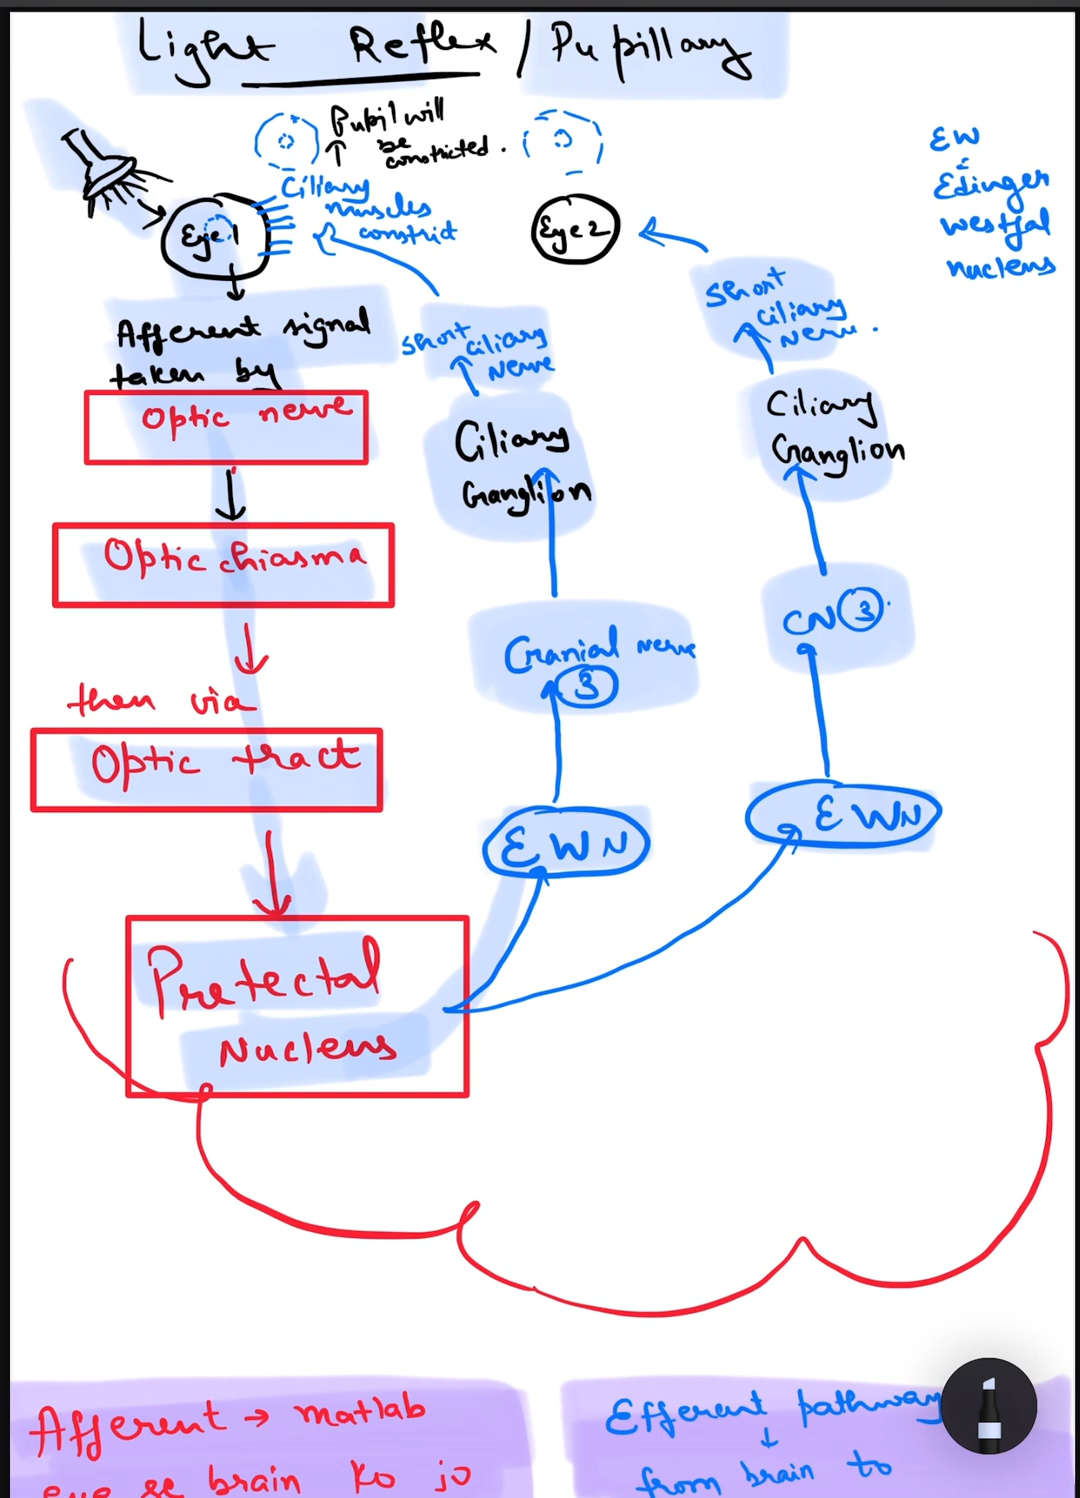 Light Reflex / Pupillary
Pupil will
be
constricted.
EW
=
Edinger
westfal
nucleus
Ciliary
muscles
constrict
Eye 1
Eye 2
Afferent signal
taken by
Optic nerve
Optic chiasma
then via
Optic tract
Pretectal
Nucleus
short
ciliary
Nerve
Ciliary
Ganglion
Cranial nerve
3
EWN
short
ciliary
Nerve.
Ciliary
Ganglion
CN 3
EWN
Afferent → matlab
eye se brain ko jo
Efferent pathway
↓
from brain to